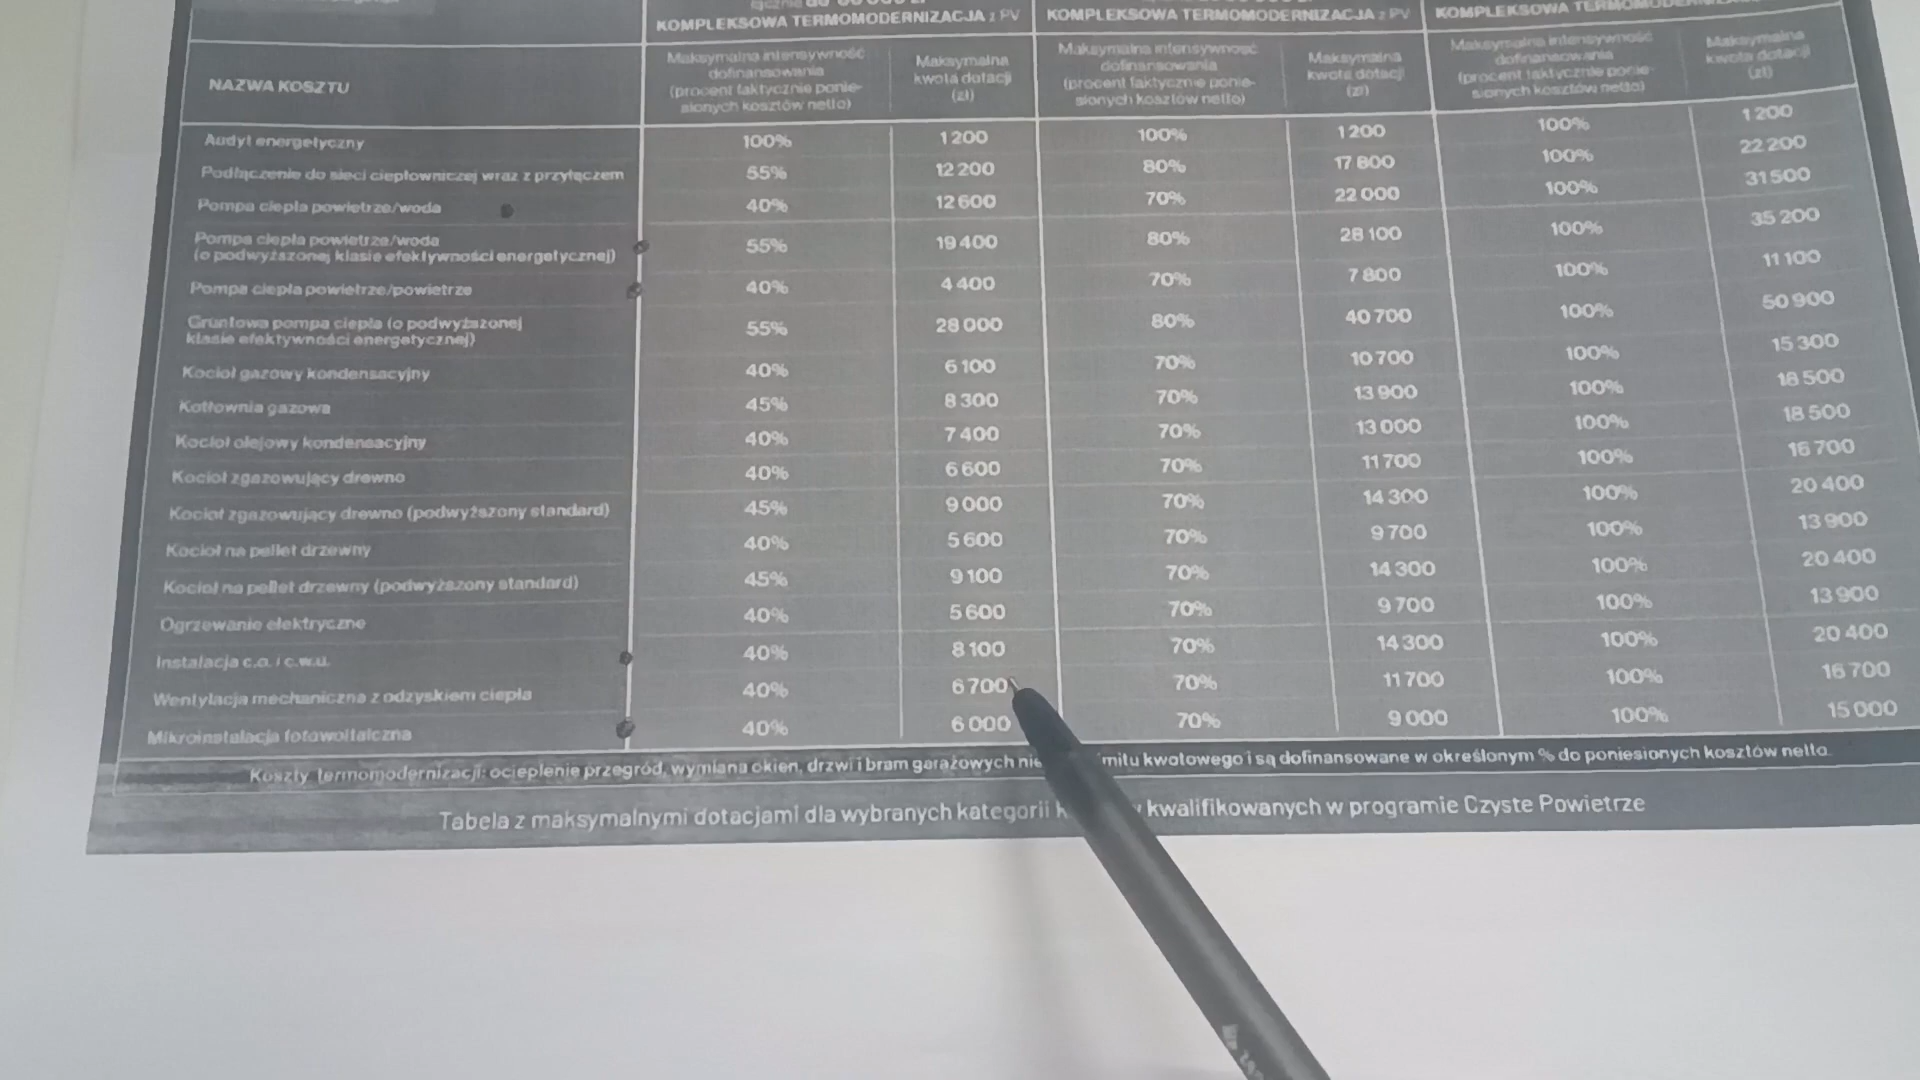 KOMPLEKSOWA TERMOMODERNIZACJA z PV KOMPLEKSOWA TERMOMODERNIZACJA z PV KOMPLEKSOWA
NAZWA KOSZTU
Maksymalna intensywność dofinansowania (procent faktycznie poniesionych kosztów netto) Maksymalna kwota dotacji (zł) Maksymalna intensywność dofinansowania (procent faktycznie poniesionych kosztów netto) Maksymalna kwota dotacji (zł) Maksymalna intensywność dofinansowania (procent faktycznie poniesionych kosztów netto) Maksymalna kwota dotacji (zł)
Audyt energetyczny 100% 1 200 100% 1 200 100% 1 200
Podłączenie do sieci ciepłowniczej wraz z przyłączem 55% 12 200 80% 17 800 100% 22 200
Pompa ciepła powietrze/woda 40% 12 600 70% 22 000 100% 31 500
Pompa ciepła powietrze/woda
(o podwyższonej klasie efektywności energetycznej) 55% 19 400 80% 28 100 100% 35 200
Pompa ciepła powietrze/powietrze 40% 4 400 70% 7 800 100% 11 100
Gruntowa pompa ciepła (o podwyższonej
klasie efektywności energetycznej) 55% 28 000 80% 40 700 100% 50 900
Kocioł gazowy kondensacyjny 40% 6 100 70% 10 700 100% 15 300
Kotłownia gazowa 45% 8 300 70% 13 900 100% 18 500
Kocioł olejowy kondensacyjny 40% 7 400 70% 13 000 100% 18 500
Kocioł zgazowujący drewno 40% 6 600 70% 11 700 100% 16 700
Kocioł zgazowujący drewno (podwyższony standard) 45% 9 000 70% 14 300 100% 20 400
Kocioł na pellet drzewny 40% 5 600 70% 9 700 100% 13 900
Kocioł na pellet drzewny (podwyższony standard) 45% 9 100 70% 14 300 100% 20 400
Ogrzewanie elektryczne 40% 5 600 70% 9 700 100% 13 900
Instalacja c.o. i c.w.u. 40% 8 100 70% 14 300 100% 20 400
Wentylacja mechaniczna z odzyskiem ciepła 40% 6 700 70% 11 700 100% 16 700
Mikroinstalacja fotowoltaiczna 40% 6 000 70% 9 000 100% 15 000
Koszty termomodernizacji: ocieplenie przegród, wymiana okien, drzwi i bram garażowych nie kwotowego i są dofinansowane w określonym % do poniesionych kosztów netto.
Tabela z maksymalnymi dotacjami dla wybranych kategorii kwalifikowanych w programie Czyste Powietrze